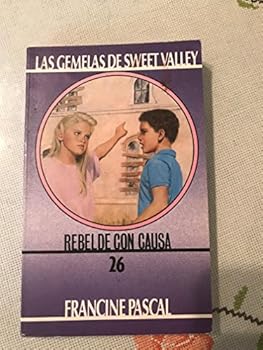 LAS GEMELAS DE SWEET VALLEY
REBELDE CON CAUSA
26
FRANCINE PASCAL